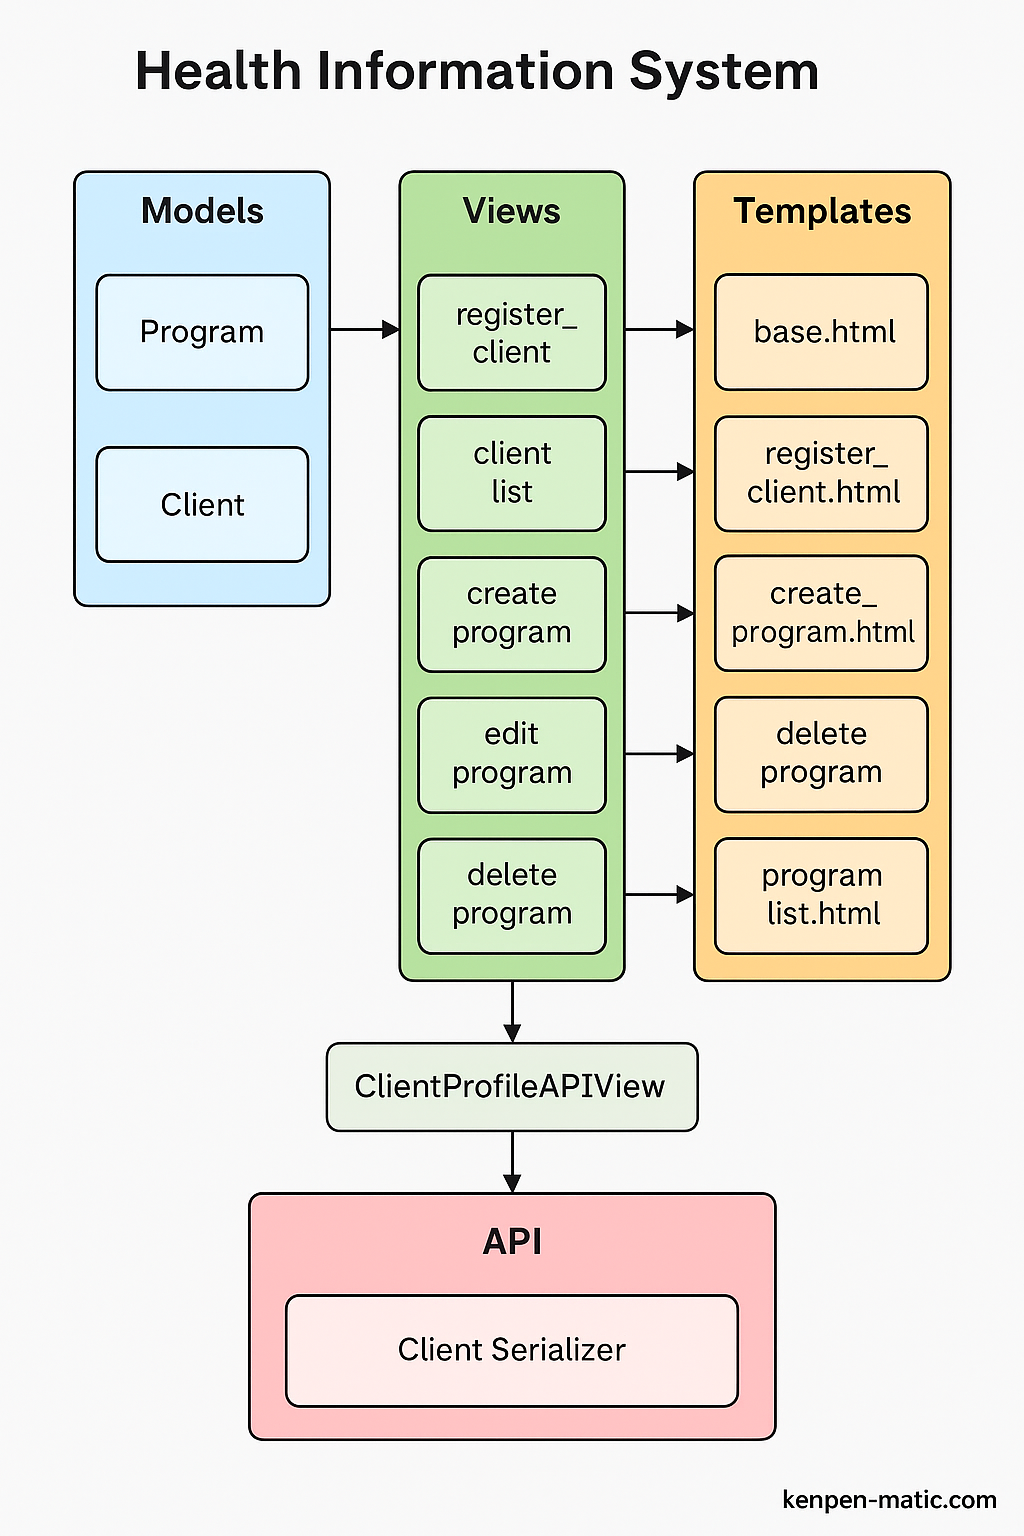 Health Information System
Models
Program
Client
Views
register_
client
client
list
create
program
edit
program
delete
program
Templates
base.html
register_
client.html
create_
program.html
delete
program
program
list.html
ClientProfileAPIView
API
Client Serializer
kenpen-matic.com